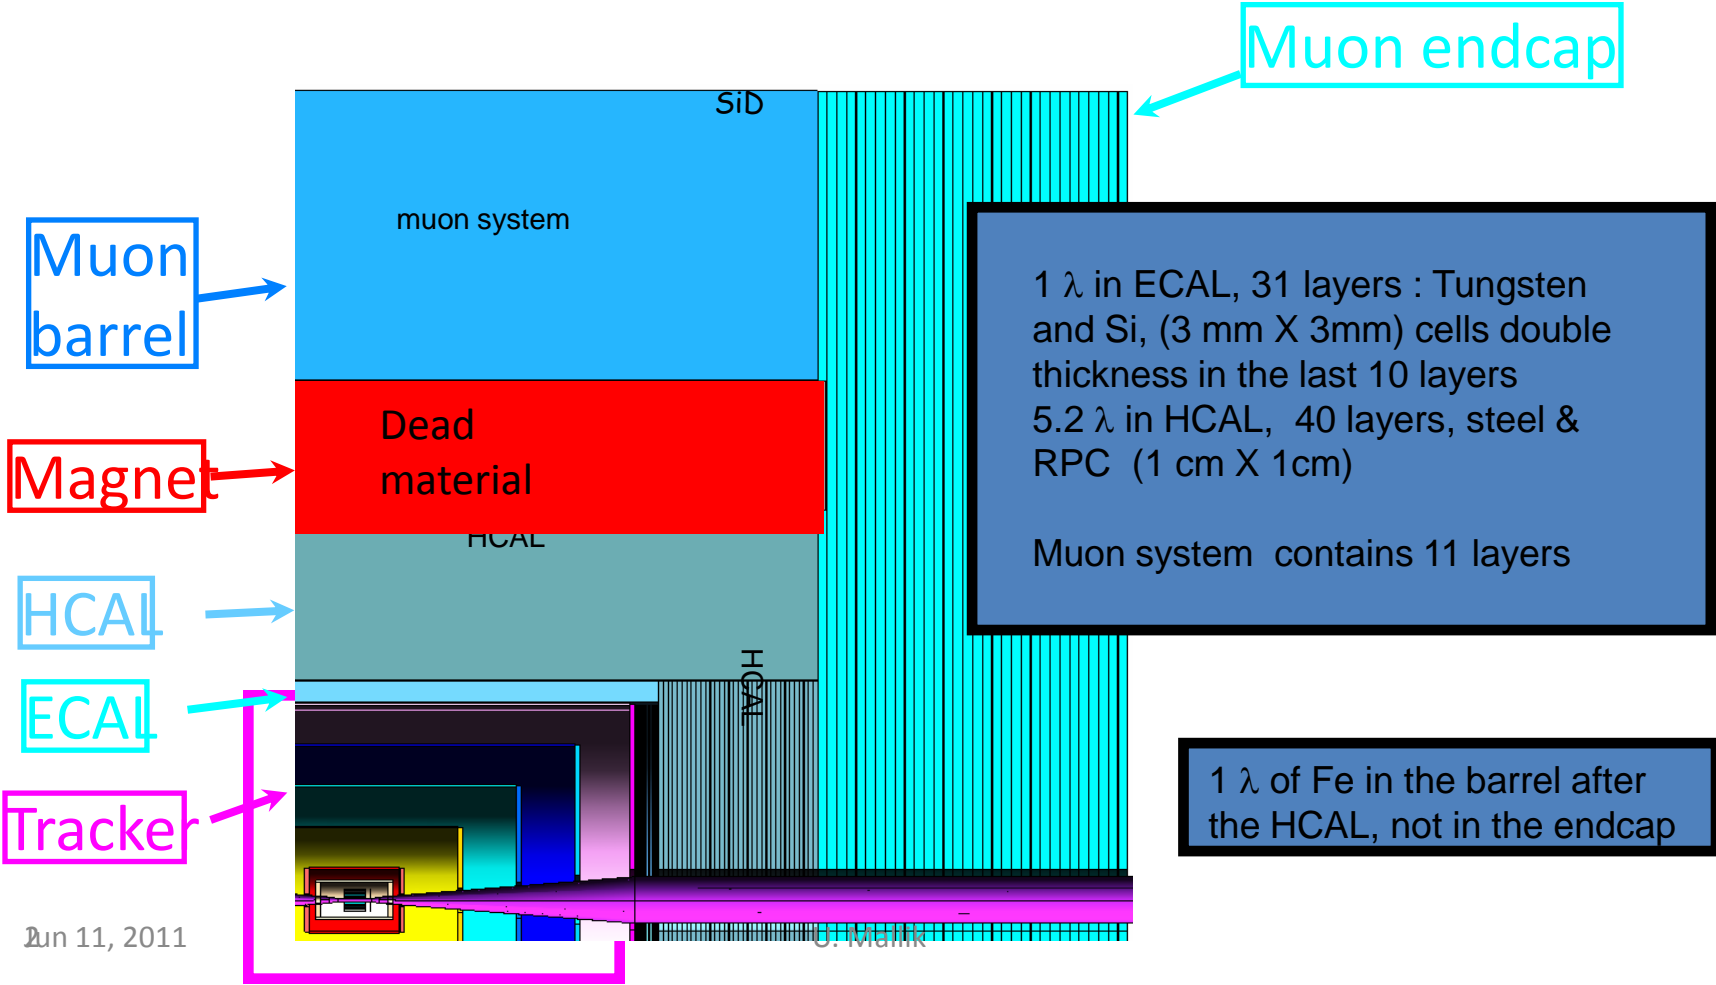 Muon endcap
SiD
muon system
Muon
barrel
1 λ in ECAL, 31 layers : Tungsten
and Si, (3 mm X 3mm) cells double
thickness in the last 10 layers
5.2 λ in HCAL,  40 layers, steel &
RPC  (1 cm X 1cm)
Muon system  contains 11 layers
Dead
material
Magnet
HCAL
HCAL
HCAL
ECAL
Tracker
1 λ of Fe in the barrel after
the HCAL, not in the endcap
Jun 11, 2011
2
U. Mallik